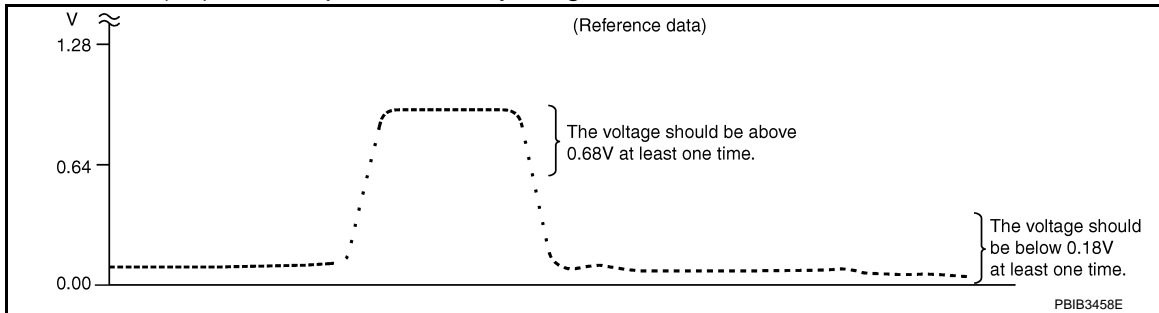 V
(Reference data)
1.28
The voltage should be above
0.68V at least one time.
0.64
The voltage should
be below 0.18V
at least one time.
0.00
PBIB3458E